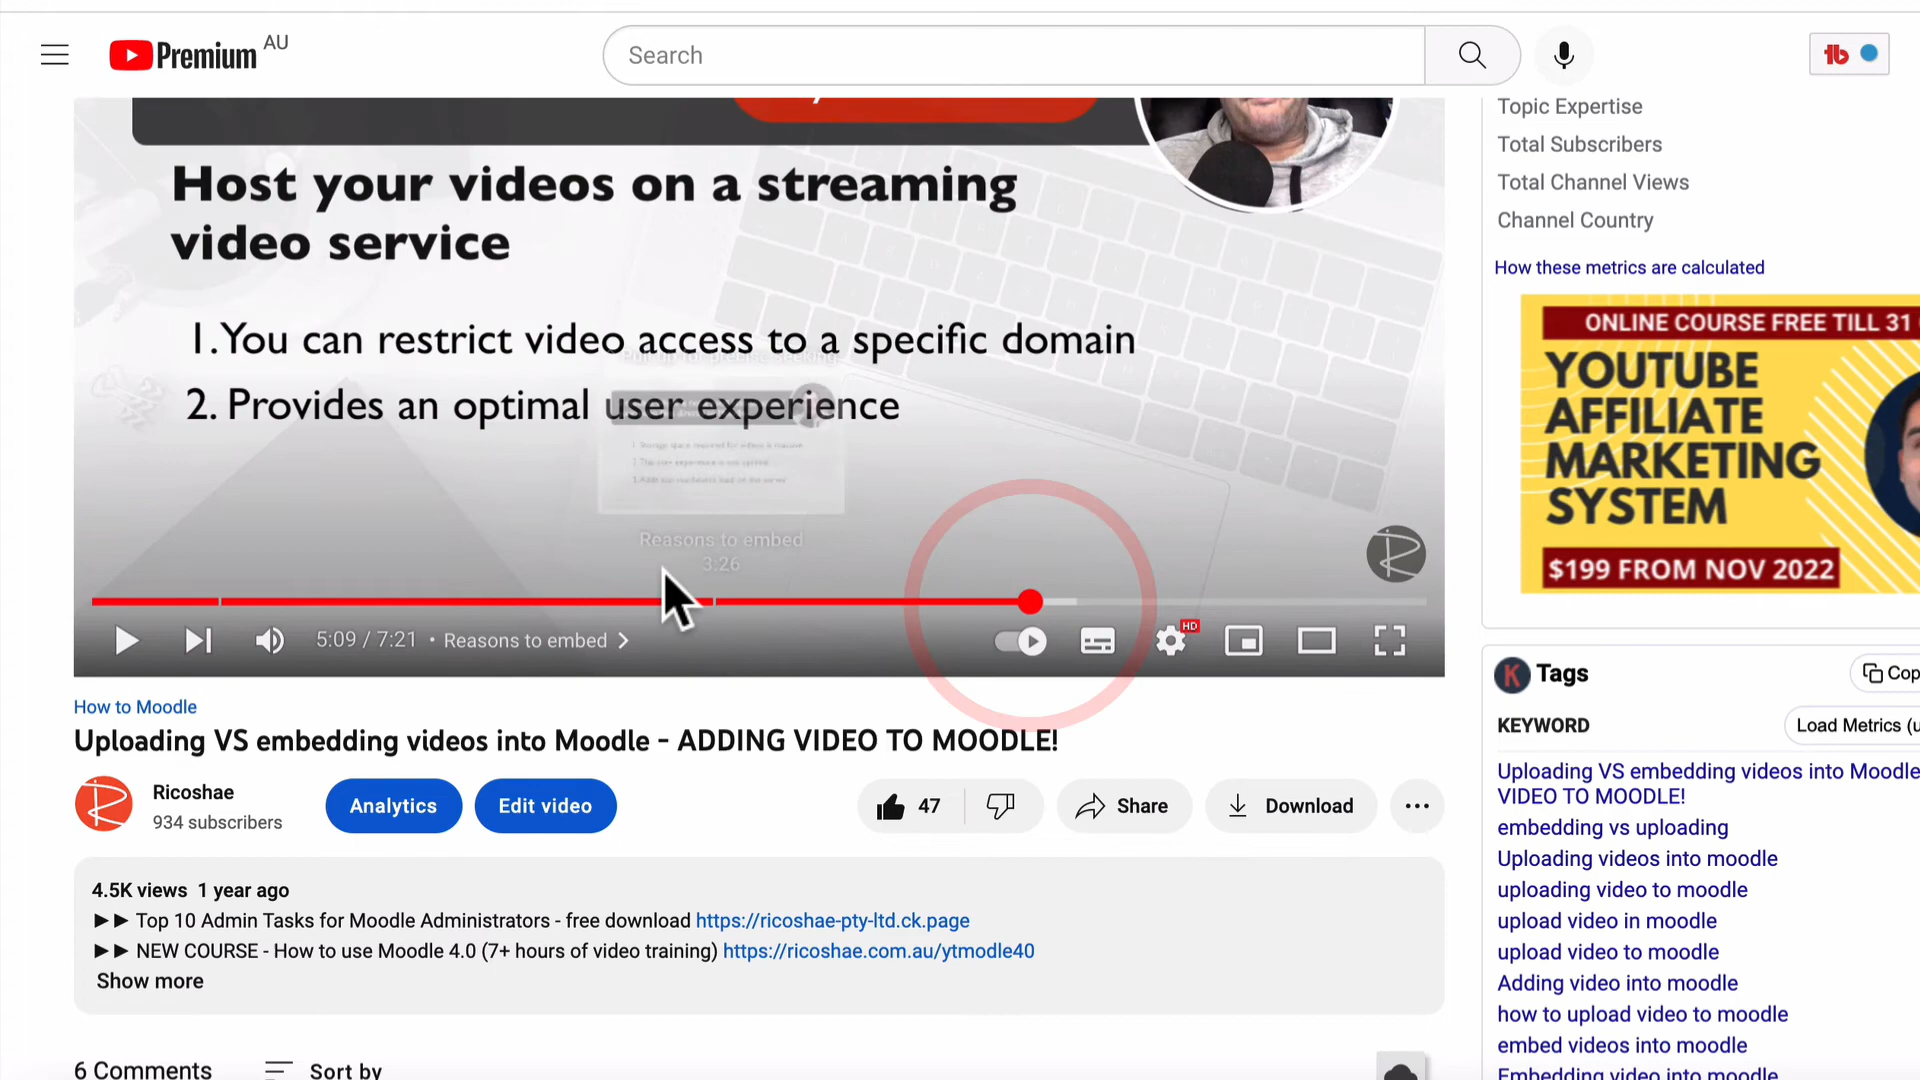 Premium AU
Search
Host your videos on a streaming
video service
1. You can restrict video access to a specific domain
2. Provides an optimal user experience
Reasons to embed
3:26
5:09 / 7:21 • Reasons to embed
HD
How to Moodle
Uploading VS embedding videos into Moodle - ADDING VIDEO TO MOODLE!
Ricoshae
934 subscribers
Analytics
Edit video
47
Share
Download
4.5K views 1 year ago
►► Top 10 Admin Tasks for Moodle Administrators - free download https://ricoshae-pty-ltd.ck.page
►► NEW COURSE - How to use Moodle 4.0 (7+ hours of video training) https://ricoshae.com.au/ytmodle40
Show more
6 Comments
Sort by
Topic Expertise
Total Subscribers
Total Channel Views
Channel Country
How these metrics are calculated
ONLINE COURSE FREE TILL 31
YOUTUBE
AFFILIATE
MARKETING
SYSTEM
$199 FROM NOV 2022
K Tags
Cop
KEYWORD
Load Metrics (u
Uploading VS embedding videos into Moodle
VIDEO TO MOODLE!
embedding vs uploading
Uploading videos into moodle
uploading video to moodle
upload video in moodle
upload video to moodle
Adding video into moodle
how to upload video to moodle
embed videos into moodle
Embedding video into moodle